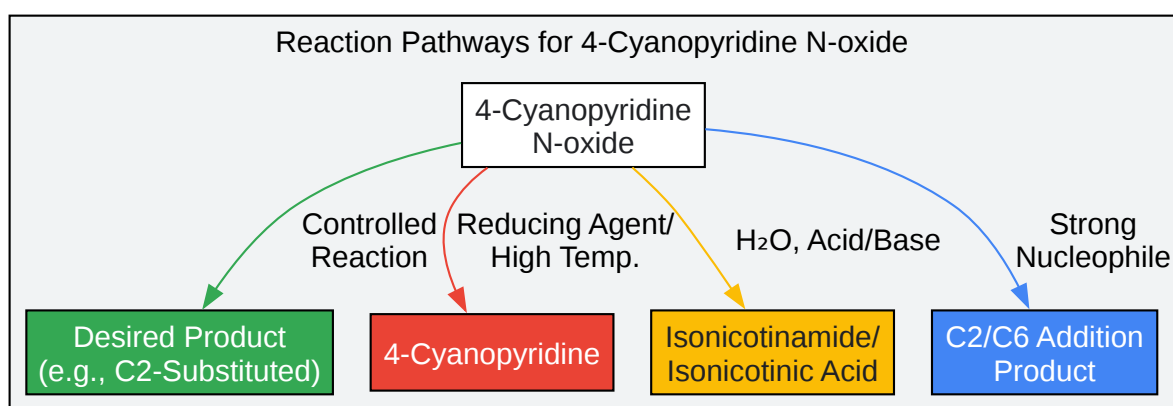 Reaction Pathways for 4-Cyanopyridine N-oxide
4-Cyanopyridine
N-oxide
Controlled
Reaction
Reducing Agent/
High Temp.
H₂O, Acid/Base
Strong
Nucleophile
Desired Product
(e.g., C2-Substituted)
4-Cyanopyridine
Isonicotinamide/
Isonicotinic Acid
C2/C6 Addition
Product